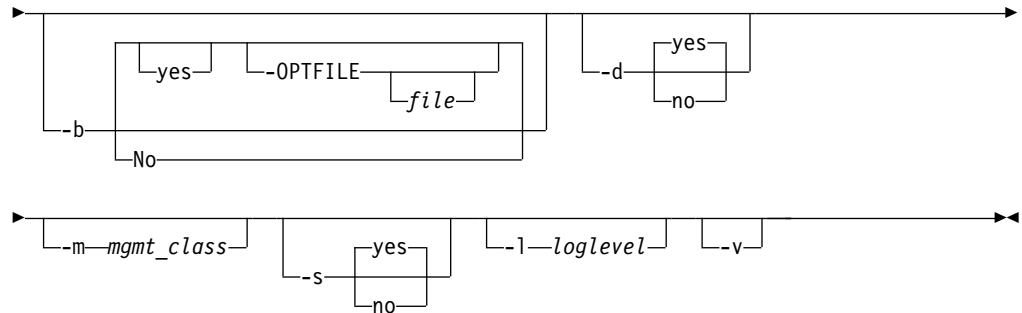 yes
-OPTFILE
file
-b
No
-d
yes
no
-m mgmt_class
-s
yes
no
-l loglevel
-v